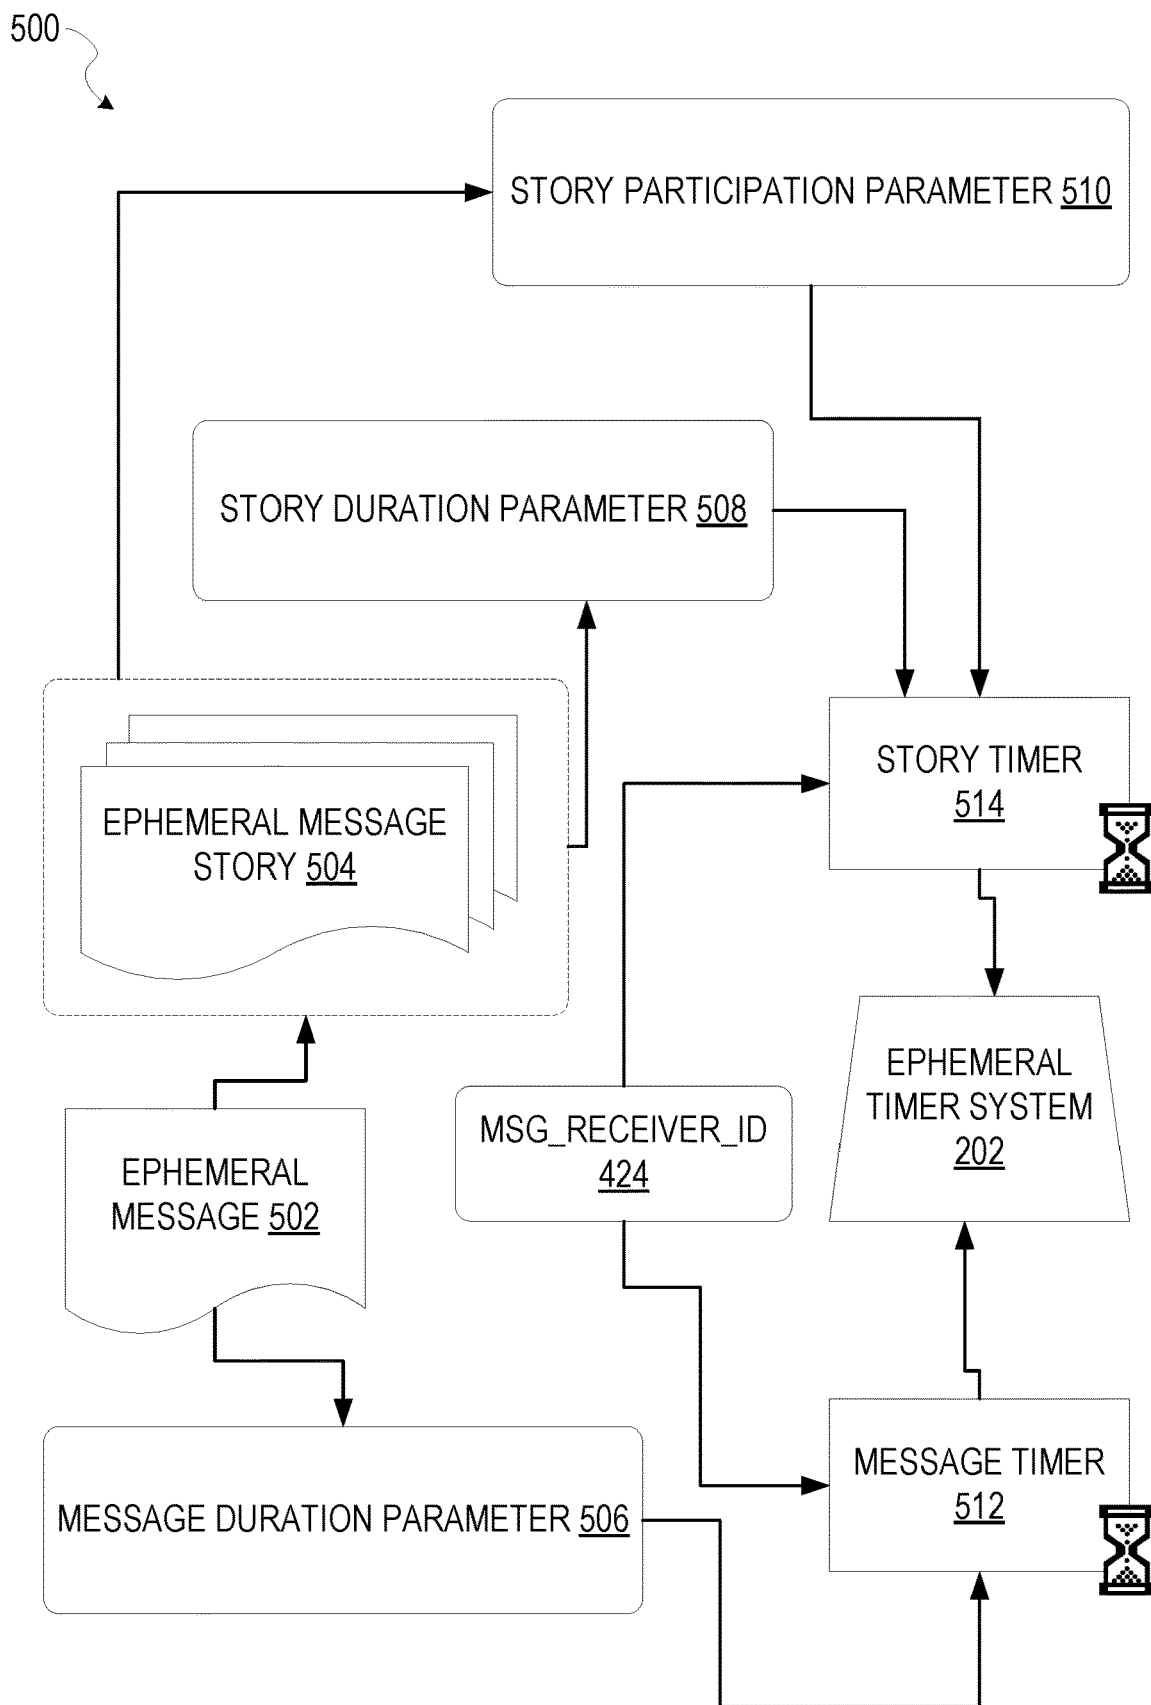 500
STORY PARTICIPATION PARAMETER 510
STORY DURATION PARAMETER 508
STORY TIMER
514
EPHEMERAL MESSAGE
STORY 504
EPHEMERAL
TIMER SYSTEM
202
MSG_RECEIVER_ID
424
EPHEMERAL
MESSAGE 502
MESSAGE TIMER
512
MESSAGE DURATION PARAMETER 506